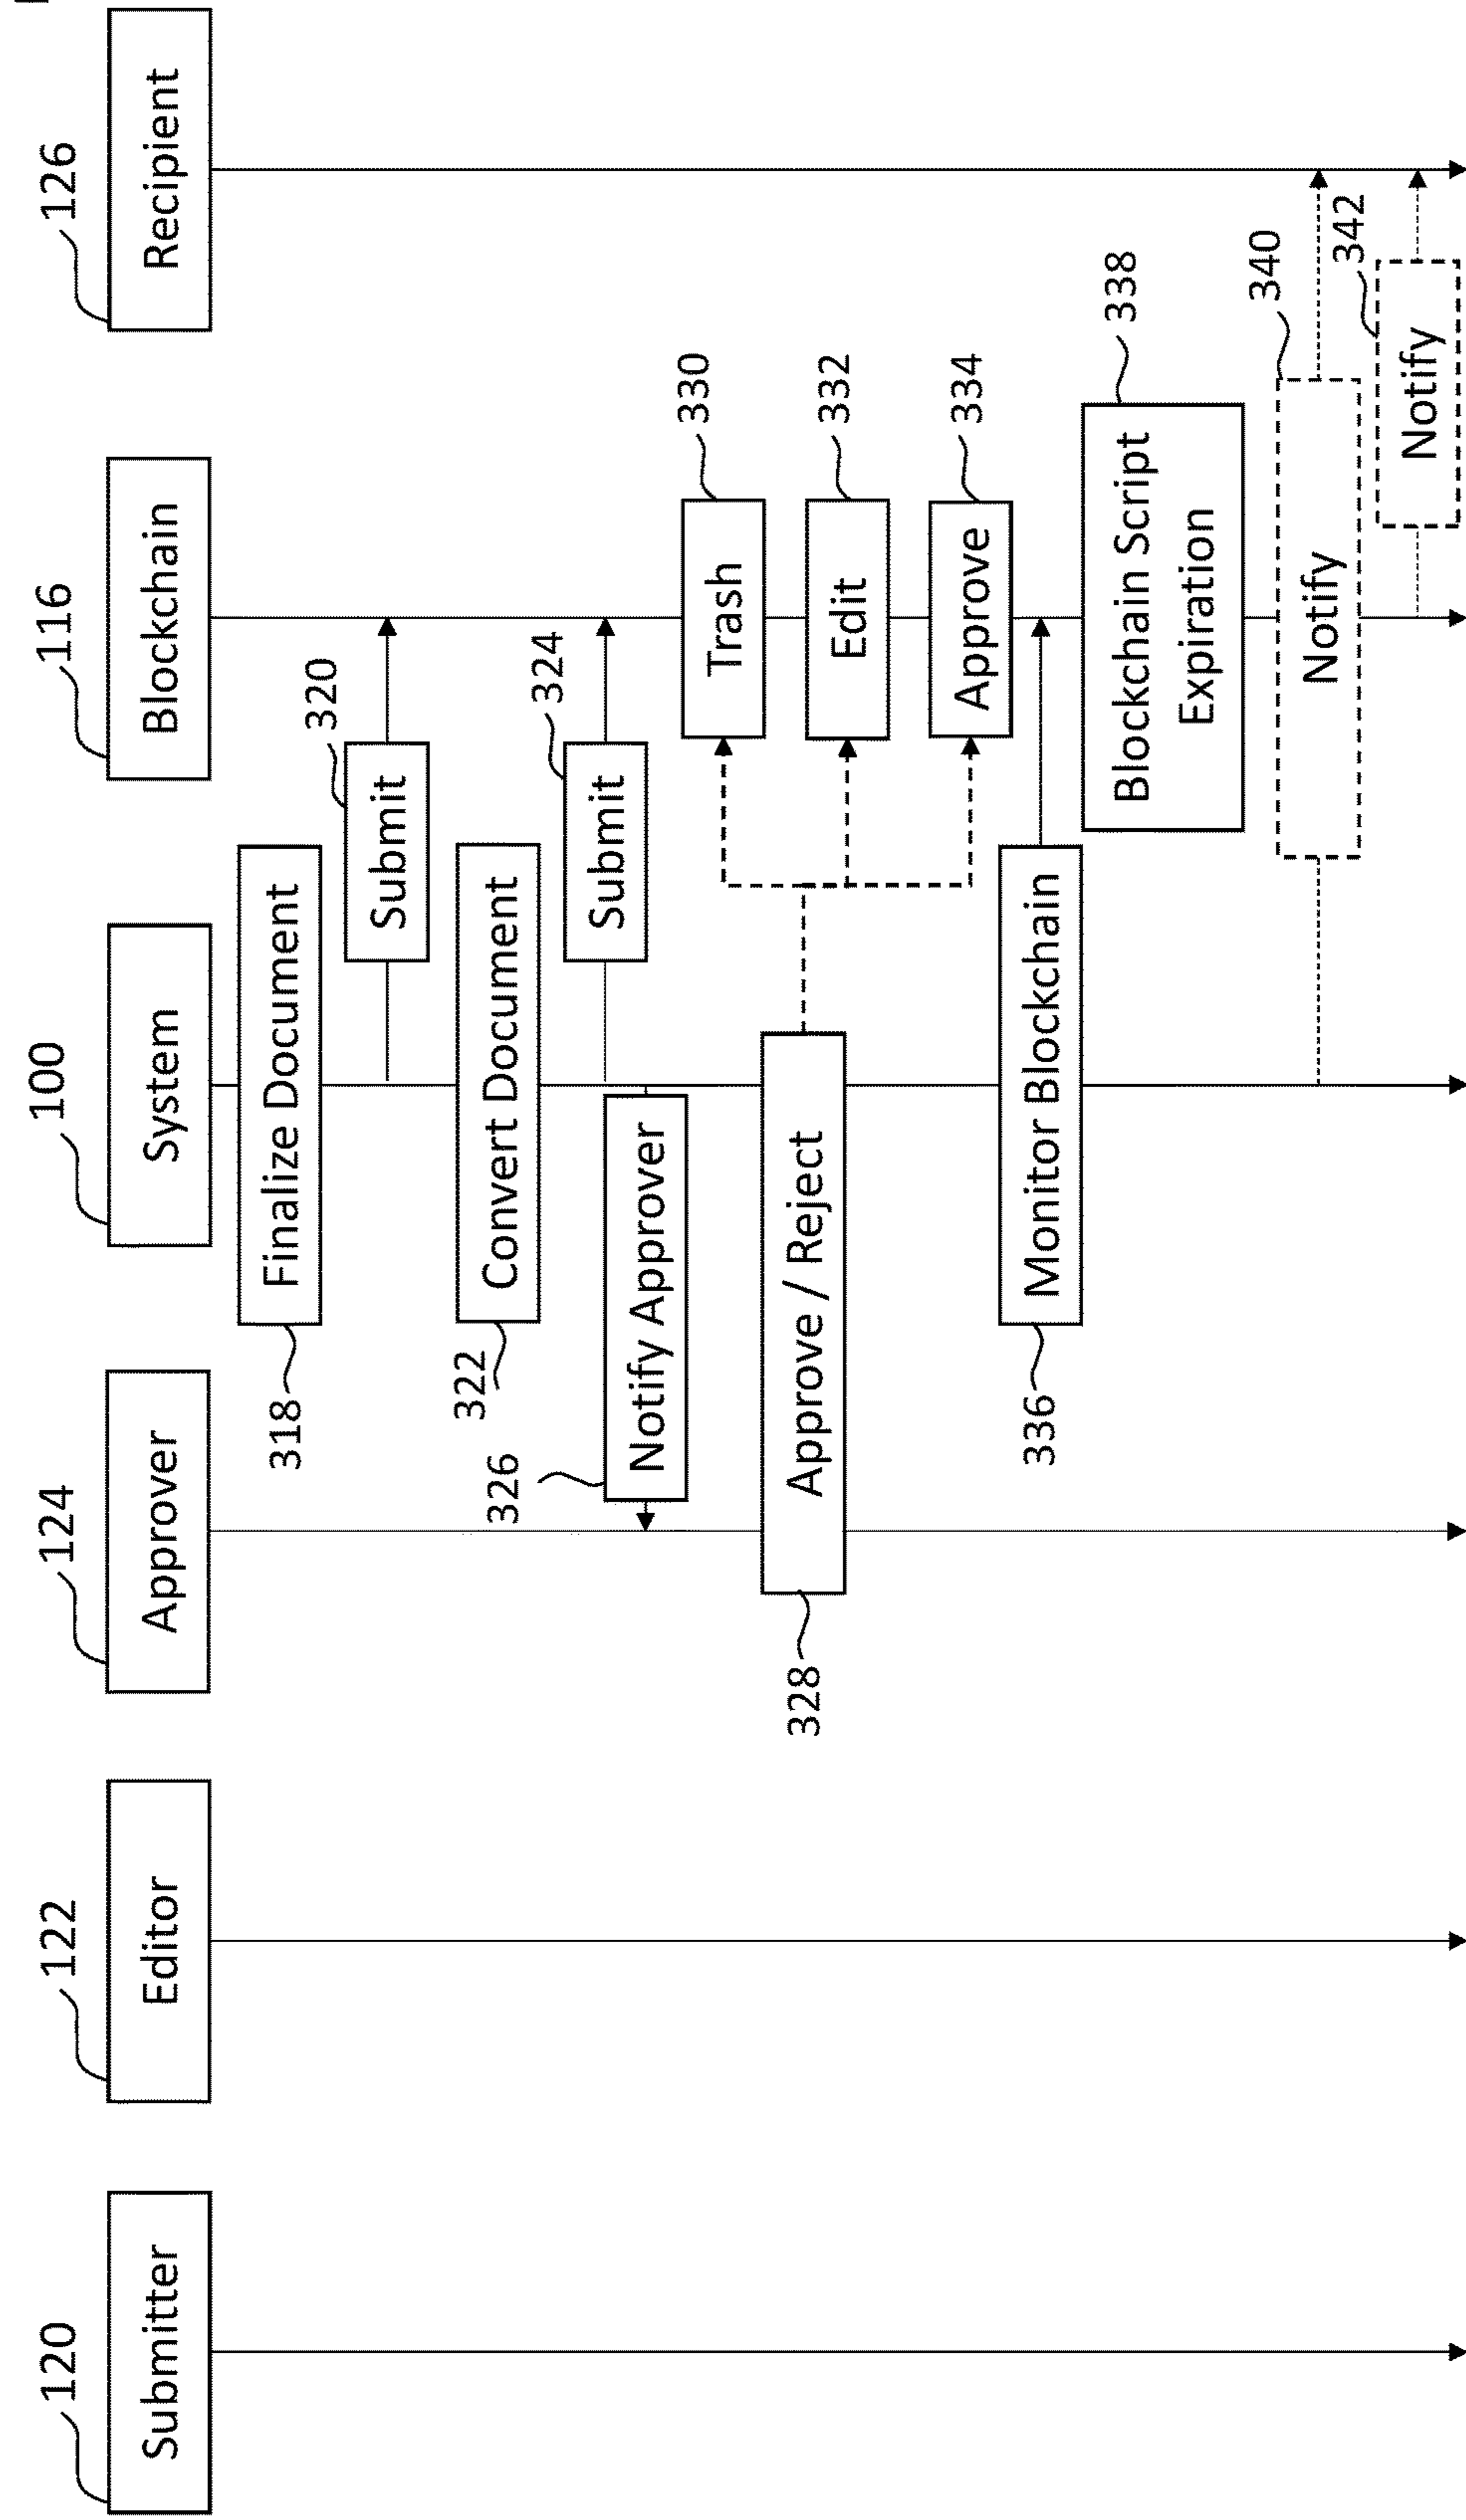 120
122
124
100
116
126
Submitter
Editor
Approver
System
Blockchain
Recipient
318
Finalize Document
320
Submit
322
Convert Document
324
Submit
326
Notify Approver
330
Trash
328
Approve / Reject
332
Edit
334
Approve
336
Monitor Blockchain
338
Blockchain Script
Expiration
340
Notify
342
Notify